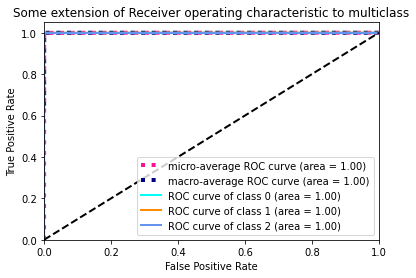 Some extension of Receiver operating characteristic to multiclass
1.0
0.8
0.6
0.4
0.2
0.0
True Positive Rate
micro-average ROC curve (area = 1.00)
macro-average ROC curve (area = 1.00)
ROC curve of class 0 (area = 1.00)
ROC curve of class 1 (area = 1.00)
ROC curve of class 2 (area = 1.00)
0.0 0.2 0.4 0.6 0.8 1.0
False Positive Rate